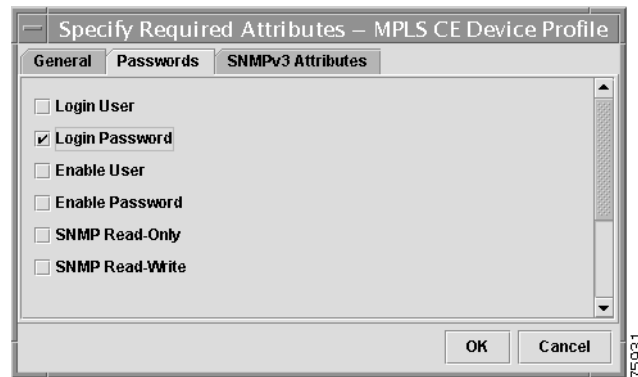 Specify Required Attributes – MPLS CE Device Profile
General Passwords SNMPv3 Attributes
Login User
Login Password
Enable User
Enable Password
SNMP Read-Only
SNMP Read-Write
OK Cancel
75931